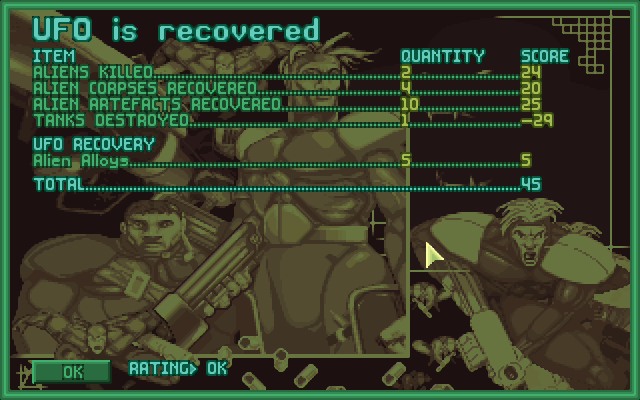 UFO is recovered
ITEM QUANTITY SCORE
ALIENS KILLED 2 24
ALIEN CORPSES RECOVERED 4 20
ALIEN ARTEFACTS RECOVERED 10 25
TANKS DESTROYED 1 -29
UFO RECOVERY
Alien Alloys 5 5
TOTAL 45
OK RATING> OK